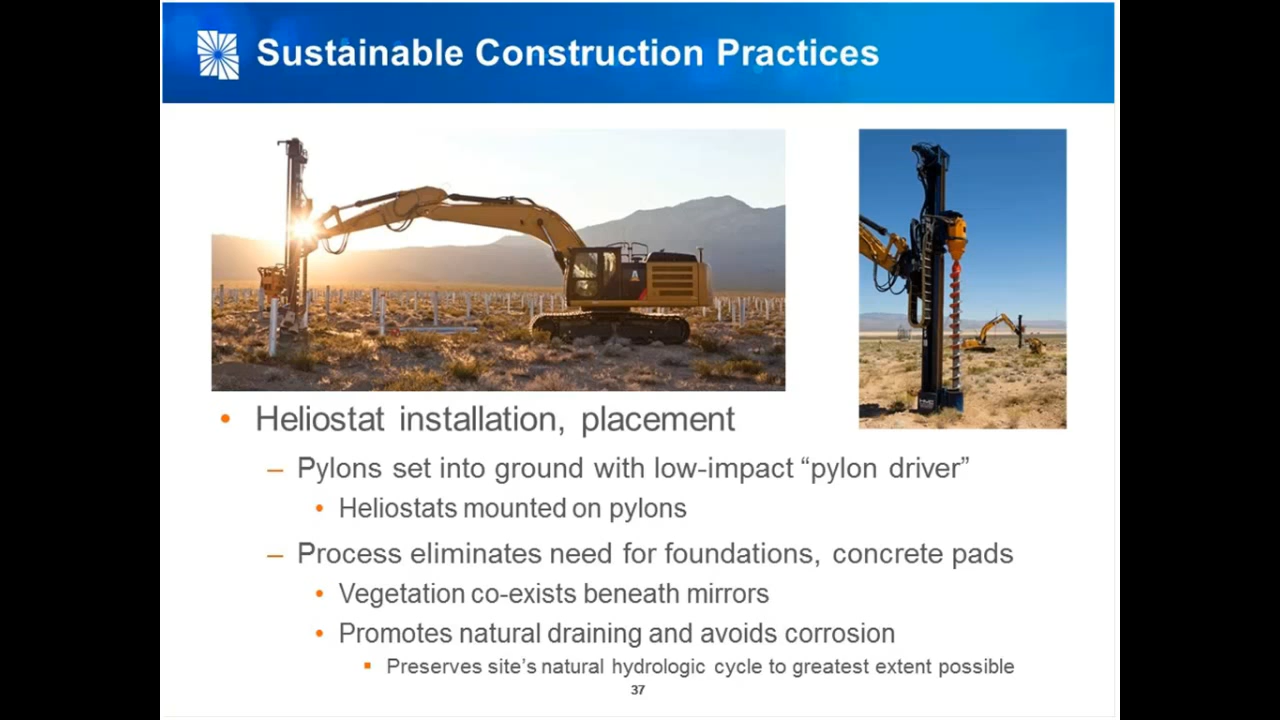 Sustainable Construction Practices
• Heliostat installation, placement
– Pylons set into ground with low-impact “pylon driver”
• Heliostats mounted on pylons
– Process eliminates need for foundations, concrete pads
• Vegetation co-exists beneath mirrors
• Promotes natural draining and avoids corrosion
▪ Preserves site’s natural hydrologic cycle to greatest extent possible
37